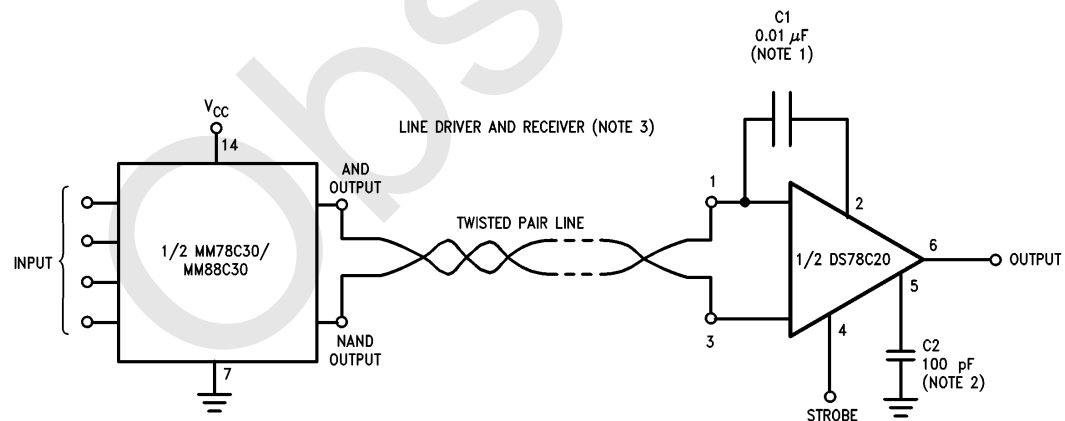 Obs
C1
0.01 μF
(NOTE 1)
VCC
14
LINE DRIVER AND RECEIVER (NOTE 3)
AND
OUTPUT
1
2
TWISTED PAIR LINE
INPUT
1/2 MM78C30/
MM88C30
1/2 DS78C20
6
OUTPUT
5
3
4
NAND
OUTPUT
7
C2
100 pF
(NOTE 2)
STROBE